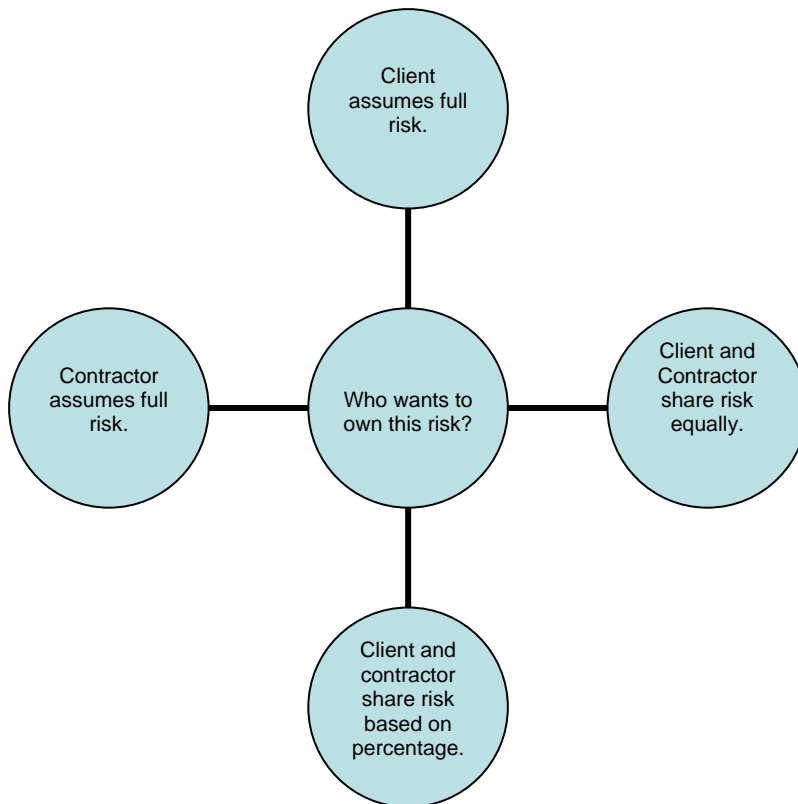 Client
assumes full
risk.
Contractor
assumes full
risk.
Who wants to
own this risk?
Client and
Contractor
share risk
equally.
Client and
contractor
share risk
based on
percentage.